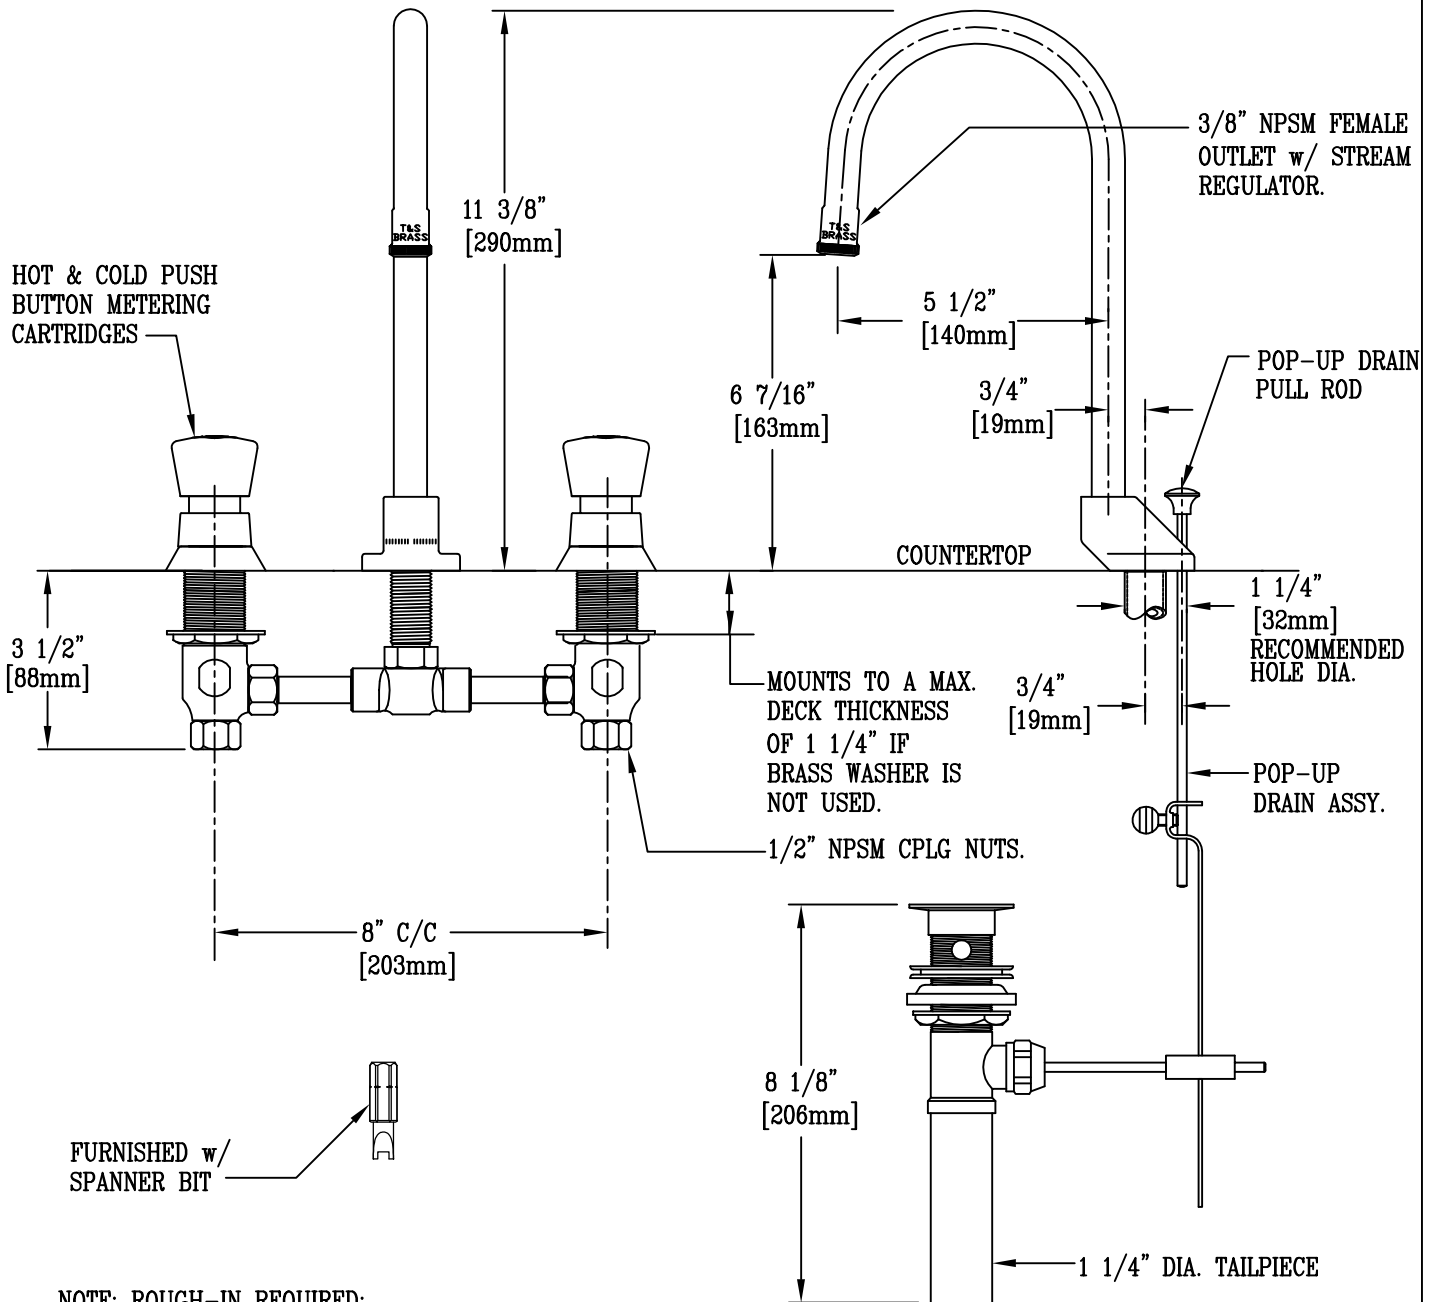 3/8" NPSM FEMALE
OUTLET w/ STREAM
REGULATOR.
11 3/8"
[290mm]
T&S
BRASS
T&S
BRASS
HOT & COLD PUSH
BUTTON METERING
CARTRIDGES
5 1/2"
[140mm]
POP-UP DRAIN
PULL ROD
6 7/16"
[163mm]
3/4"
[19mm]
COUNTERTOP
1 1/4"
[32mm]
RECOMMENDED
HOLE DIA.
3 1/2"
[88mm]
MOUNTS TO A MAX.
DECK THICKNESS
OF 1 1/4" IF
BRASS WASHER IS
NOT USED.
3/4"
[19mm]
POP-UP
DRAIN ASSY.
1/2" NPSM CPLG NUTS.
8" C/C
[203mm]
8 1/8"
[206mm]
FURNISHED w/
SPANNER BIT
1 1/4" DIA. TAILPIECE
NOTE: ROUGH-IN REQUIRED: